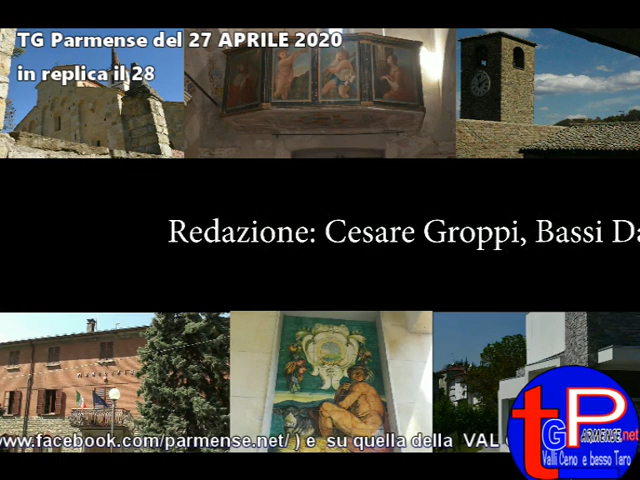 TG Parmense del 27 APRILE 2020
in replica il 28
Redazione: Cesare Groppi, Bassi Da
www.facebook.com/parmense.net/ ) e su quella della VAL
tG PARMENSE.net
Valli Ceno e basso Taro